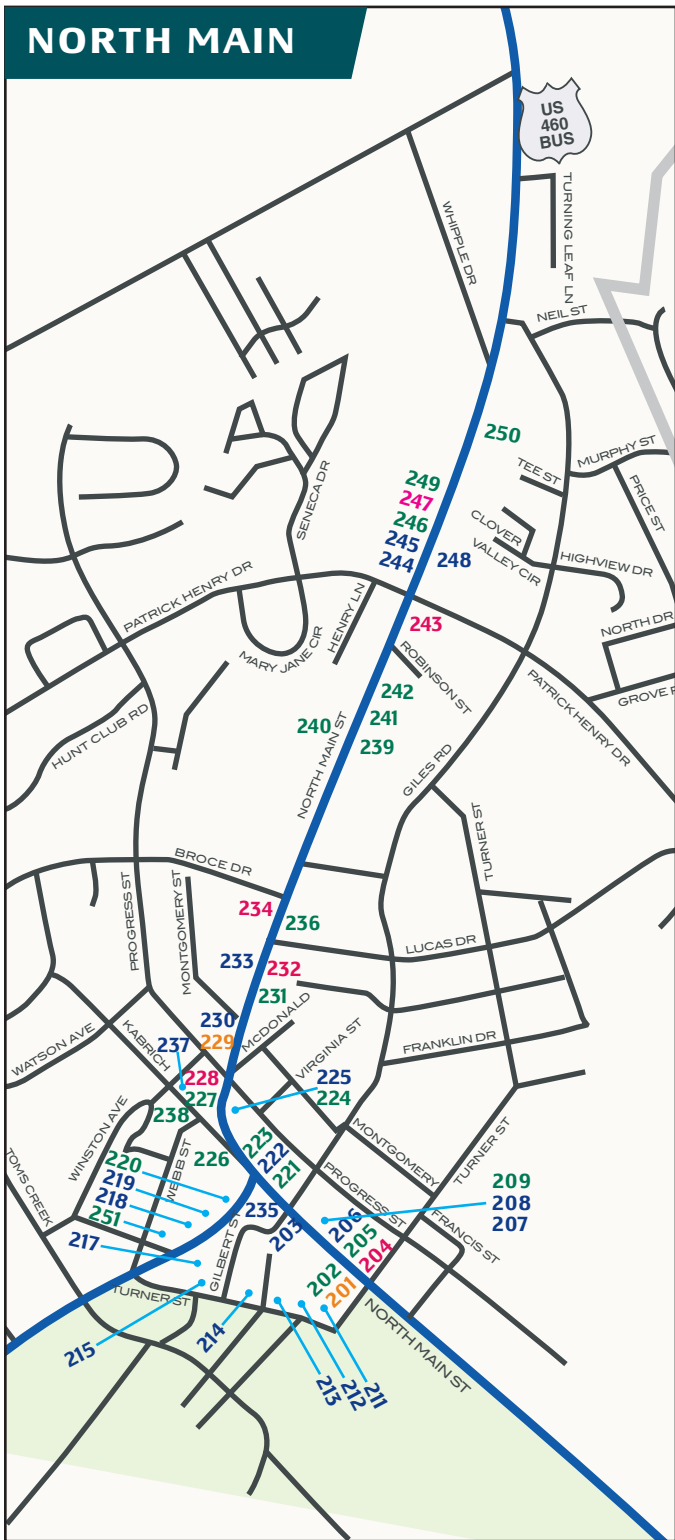 NORTH MAIN
US
460
BUS
TURNING LEAF LN
WHIPPLE DR
NEIL ST
250
MURPHY ST
TEE ST
249
247
246
245
244
248
PRICE ST
SENECA DR
CLOVER
VALLEY CIR
HIGHVIEW DR
PATRICK HENRY DR
HENRY LN
243
NORTH DR
MARY JANE CIR
ROBINSON ST
PATRICK HENRY DR
242
241
240
239
HUNT CLUB RD
NORTH MAIN ST
GILES RD
TURNER ST
BROCE DR
PROGRESS ST
MONTGOMERY ST
234
236
LUCAS DR
233
232
231
230
MCDONALD
229
237
KABRICH
WATSON AVE
VIRGINIA ST
FRANKLIN DR
228
225
227
224
238
WINSTON AVE
MONTGOMERY
TURNER ST
TOMS CREEK
WEBB ST
226
223
222
221
220
219
218
251
PROGRESS ST
209
208
207
235
203
206
205
204
FRANCIS ST
217
GILBERT ST
202
201
TURNER ST
215
214
213
212
211
NORTH MAIN ST